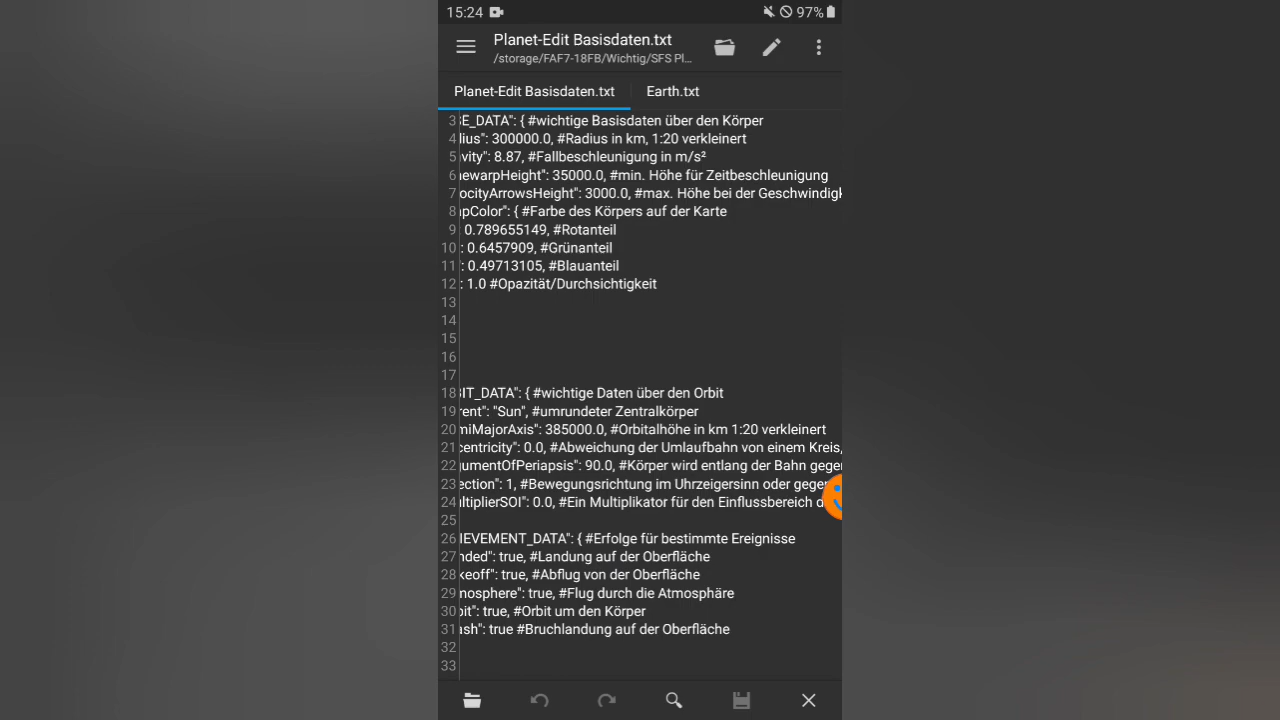 15:24 97%
Planet-Edit Basisdaten.txt
/storage/FAF7-18FB/Wichtig/SFS Pl...
Planet-Edit Basisdaten.txt Earth.txt
3 SE_DATA": { #wichtige Basisdaten über den Körper
4 dius": 300000.0, #Radius in km, 1:20 verkleinert
5 vity": 8.87, #Fallbeschleunigung in m/s²
6 ewarpHeight": 35000.0, #min. Höhe für Zeitbeschleunigung
7 ocityArrowsHeight": 3000.0, #max. Höhe bei der Geschwindigk
8 apColor": { #Farbe des Körpers auf der Karte
9 0.789655149, #Rotanteil
10 : 0.6457909, #Grünanteil
11 : 0.49713105, #Blauanteil
12 : 1.0 #Opazität/Durchsichtigkeit
13
14
15
16
17
18 BIT_DATA": { #wichtige Daten über den Orbit
19 rent": "Sun", #umrundeter Zentralkörper
20 miMajorAxis": 385000.0, #Orbitalhöhe in km 1:20 verkleinert
21 centricity": 0.0, #Abweichung der Umlaufbahn von einem Kreis,
22 umentOfPeriapsis": 90.0, #Körper wird entlang der Bahn gege
23 ection": 1, #Bewegungsrichtung im Uhrzeigersinn oder gege
24 ltiplierSOI": 0.0, #Ein Multiplikator für den Einflussbereich d
25
26 IEVEMENT_DATA": { #Erfolge für bestimmte Ereignisse
27 nded": true, #Landung auf der Oberfläche
28 keoff": true, #Abflug von der Oberfläche
29 mosphere": true, #Flug durch die Atmosphäre
30 bit": true, #Orbit um den Körper
31 ash": true #Bruchlandung auf der Oberfläche
32
33